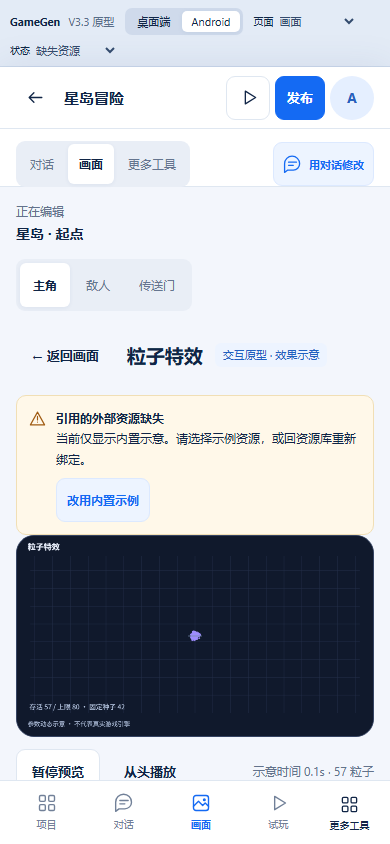 GameGen V3.3 原型 桌面端 Android 页面 画面
状态 缺失资源
星岛冒险 发布 A
对话 画面 更多工具 用对话修改
正在编辑
星岛 · 起点
主角 敌人 传送门
← 返回画面 粒子特效 交互原型 · 效果示意
引用的外部资源缺失
当前仅显示内置示意。请选择示例资源，或回资源库重新
绑定。
改用内置示例
粒子特效
存活 57 / 上限 80 · 固定种子 42
参数动态示意 · 不代表真实游戏引擎
暂停预览 从头播放 示意时间 0.1s · 57 粒子
项目 对话 画面 试玩 更多工具